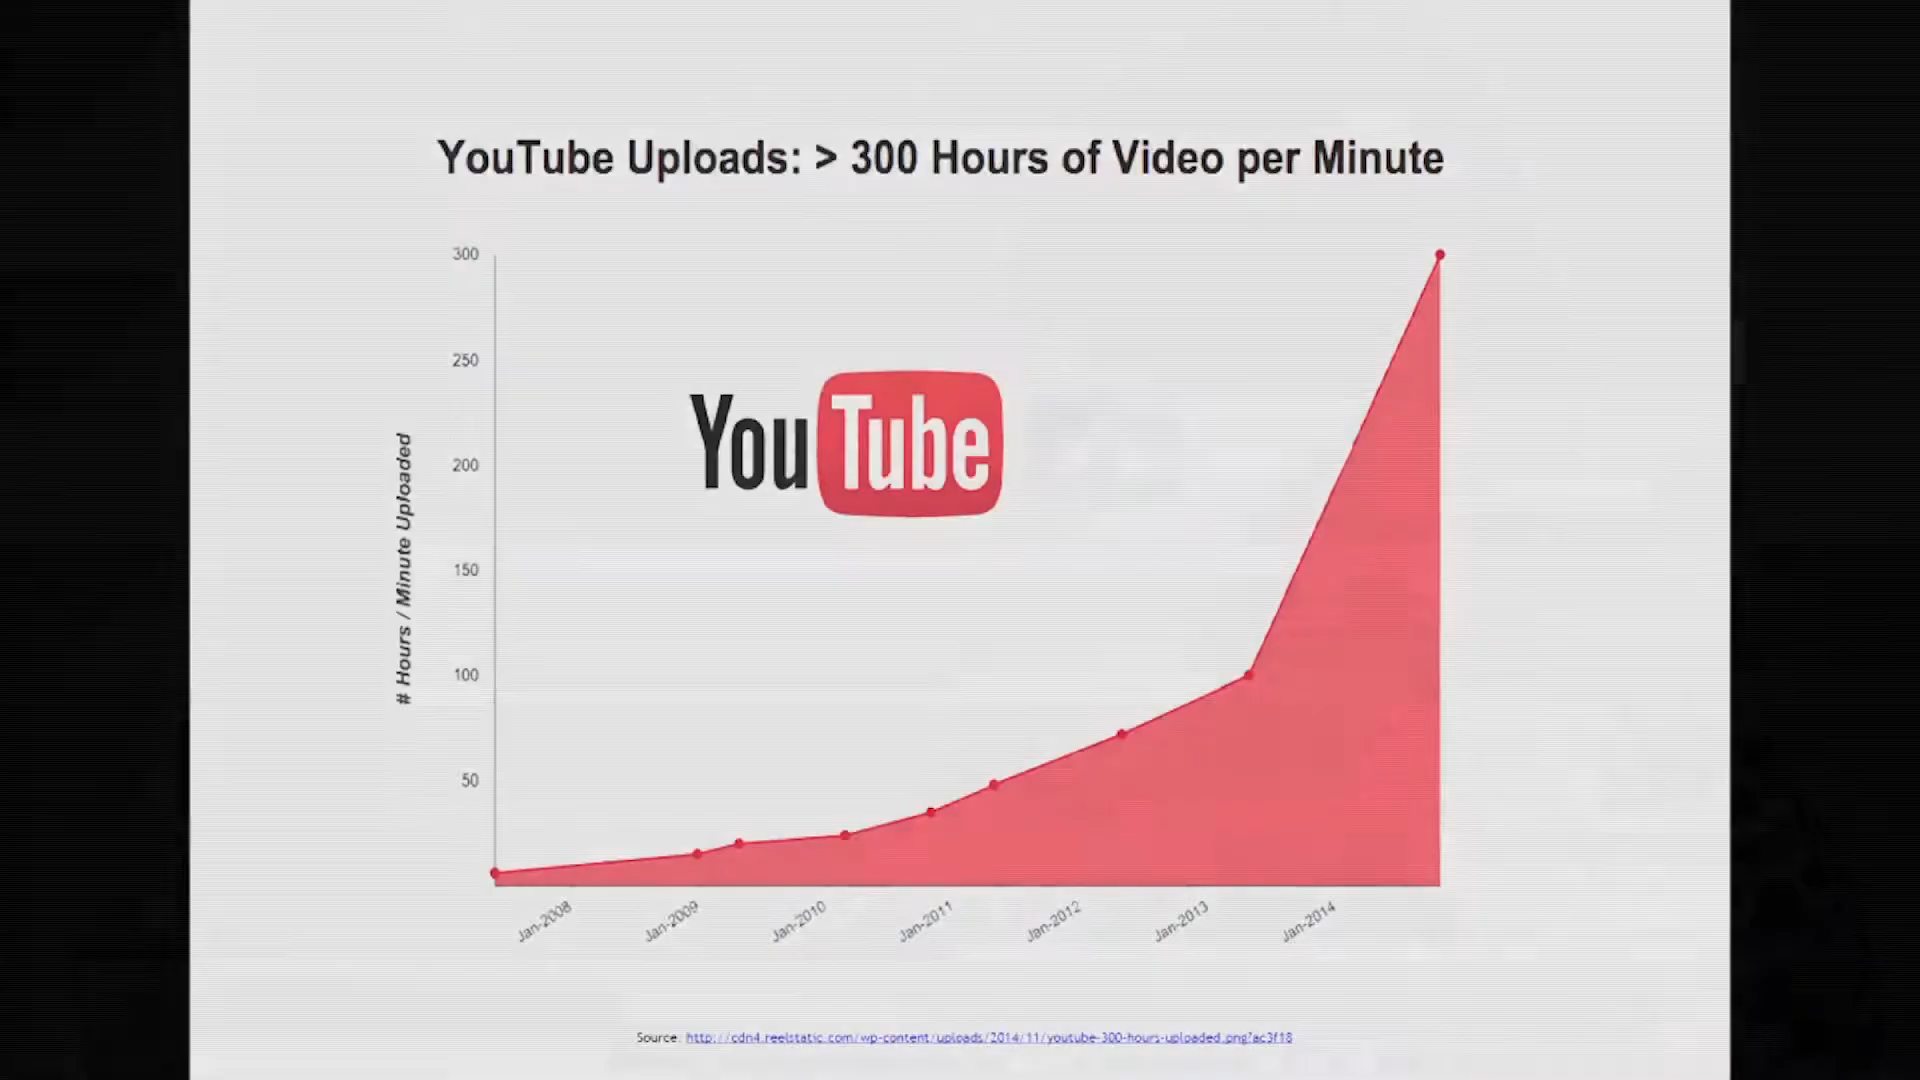 YouTube Uploads: > 300 Hours of Video per Minute
300
250
200
150
100
50
# Hours / Minute Uploaded
YouTube
Jan-2008
Jan-2009
Jan-2010
Jan-2011
Jan-2012
Jan-2013
Jan-2014
Source: http://cdn4.reelstatic.com/wp-content/uploads/2014/11/youtube-300-hours-uploaded.png?ac3f18